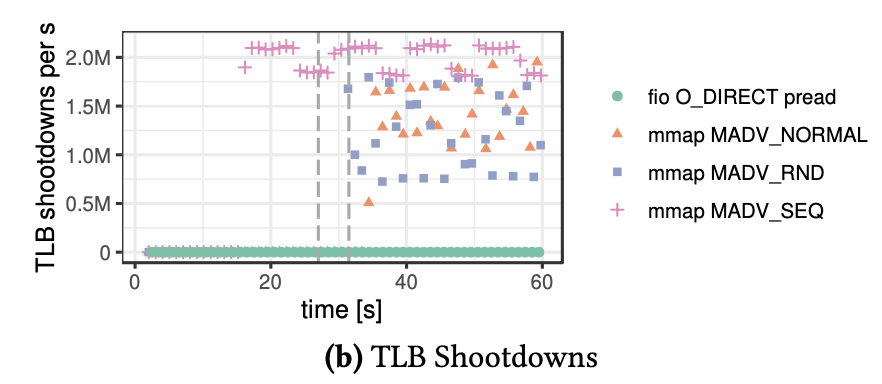 TLB shootdowns per s
2.0M
1.5M
1.0M
0.5M
0
0
20
40
60
time [s]
fio O_DIRECT pread
mmap MADV_NORMAL
mmap MADV_RND
mmap MADV_SEQ
(b) TLB Shootdowns